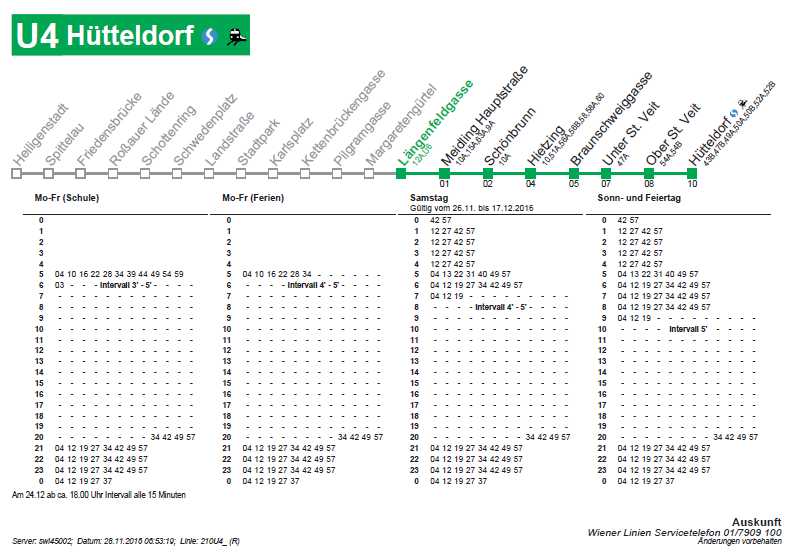 U4 Hütteldorf
Heiligenstadt
Spittelau
Friedensbrücke
Roßauer Lände
Schottenring
Schwedenplatz
Landstraße
Stadtpark
Karlsplatz
Kettenbrückengasse
Pilgramgasse
Margaretengürtel
Längenfeldgasse
12A,U6
Meidling Hauptstraße
10A,15A,63A,9A
Schönbrunn
10A
Hietzing
10,51A,56A,56B,58,58A,60
Braunschweiggasse
Unter St. Veit
47A
Ober St. Veit
54A,54B
Hütteldorf
43B,47B,49A,50A,50B,52A,52B
01 02 04 05 07 08 10
Mo-Fr (Schule)
0
1
2
3
4
5 04 10 16 22 28 34 39 44 49 54 59
6 03 - - - Intervall 3' - 5' - - -
7 - - - - - - - - - -
8 - - - - - - - - - -
9 - - - - - - - - - -
10 - - - - - - - - - -
11 - - - - - - - - - -
12 - - - - - - - - - -
13 - - - - - - - - - -
14 - - - - - - - - - -
15 - - - - - - - - - -
16 - - - - - - - - - -
17 - - - - - - - - - -
18 - - - - - - - - - -
19 - - - - - - - - - -
20 - - - - - - - - 34 42 49 57
21 04 12 19 27 34 42 49 57
22 04 12 19 27 34 42 49 57
23 04 12 19 27 34 42 49 57
0 04 12 19 27 37
Mo-Fr (Ferien)
0
1
2
3
4
5 04 10 16 22 28 34 - - - - - -
6 - - - - Intervall 4' - 5' - - -
7 - - - - - - - - - -
8 - - - - - - - - - -
9 - - - - - - - - - -
10 - - - - - - - - - -
11 - - - - - - - - - -
12 - - - - - - - - - -
13 - - - - - - - - - -
14 - - - - - - - - - -
15 - - - - - - - - - -
16 - - - - - - - - - -
17 - - - - - - - - - -
18 - - - - - - - - - -
19 - - - - - - - - - -
20 - - - - - - - - 34 42 49 57
21 04 12 19 27 34 42 49 57
22 04 12 19 27 34 42 49 57
23 04 12 19 27 34 42 49 57
0 04 12 19 27 37
Samstag
Gültig vom 26.11. bis 17.12.2016
0 42 57
1 12 27 42 57
2 12 27 42 57
3 12 27 42 57
4 12 27 42 57
5 04 13 22 31 40 49 57
6 04 12 19 27 34 42 49 57
7 04 12 19 - - - - - - - -
8 - - - - Intervall 4' - 5' - - -
9 - - - - - - - - - -
10 - - - - - - - - - -
11 - - - - - - - - - -
12 - - - - - - - - - -
13 - - - - - - - - - -
14 - - - - - - - - - -
15 - - - - - - - - - -
16 - - - - - - - - - -
17 - - - - - - - - - -
18 - - - - - - - - - -
19 - - - - - - - - - -
20 - - - - - - - - 34 42 49 57
21 04 12 19 27 34 42 49 57
22 04 12 19 27 34 42 49 57
23 04 12 19 27 34 42 49 57
0 04 12 19 27 37
Sonn- und Feiertag
0 42 57
1 12 27 42 57
2 12 27 42 57
3 12 27 42 57
4 12 27 42 57
5 04 13 22 31 40 49 57
6 04 12 19 27 34 42 49 57
7 04 12 19 27 34 42 49 57
8 04 12 19 27 34 42 49 57
9 04 12 19 - - - - - - - -
10 - - - - Intervall 5' - - - -
11 - - - - - - - - - -
12 - - - - - - - - - -
13 - - - - - - - - - -
14 - - - - - - - - - -
15 - - - - - - - - - -
16 - - - - - - - - - -
17 - - - - - - - - - -
18 - - - - - - - - - -
19 - - - - - - - - - -
20 - - - - - - - - 34 42 49 57
21 04 12 19 27 34 42 49 57
22 04 12 19 27 34 42 49 57
23 04 12 19 27 34 42 49 57
0 04 12 19 27 37
Am 24.12 ab ca. 18.00 Uhr Intervall alle 15 Minuten
Auskunft
Wiener Linien Servicetelefon 01/7909 100
Server: swl45002; Datum: 28.11.2016 06:53:19; Linie: 210U4_ (R)
Änderungen vorbehalten